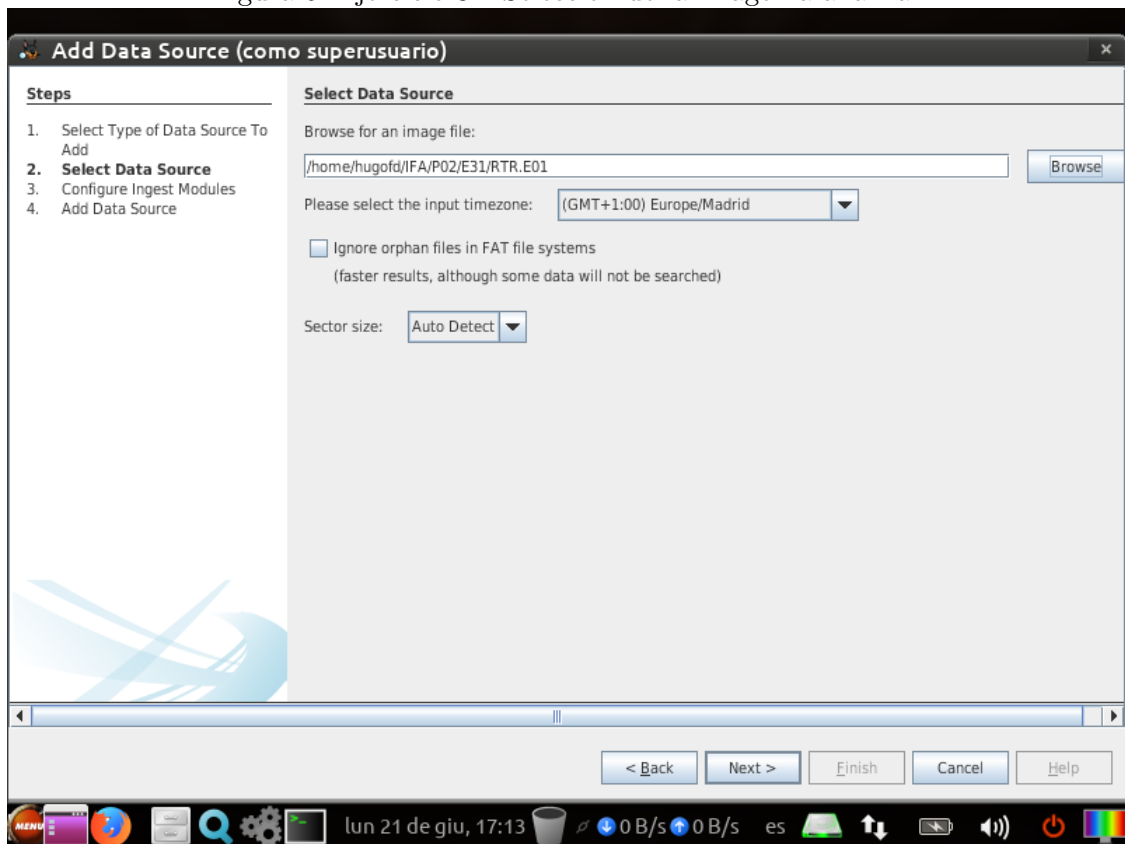 Add Data Source (como superusuario)
Steps
1. Select Type of Data Source To
Add
2. Select Data Source
3. Configure Ingest Modules
4. Add Data Source
Select Data Source
Browse for an image file:
/home/hugofd/IFA/P02/E31/RTR.E01
Browse
Please select the input timezone: (GMT+1:00) Europe/Madrid
Ignore orphan files in FAT file systems
(faster results, although some data will not be searched)
Sector size: Auto Detect
< Back Next > Finish Cancel Help
MENU lun 21 de giu, 17:13 0 B/s 0 B/s es